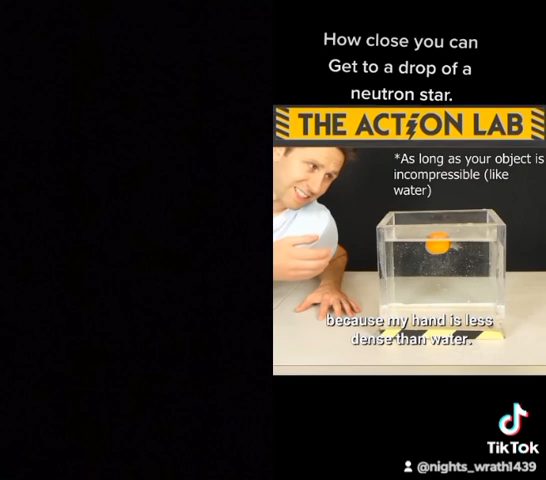 How close you can
Get to a drop of a
neutron star.
THE ACTION LAB
*As long as your object is
incompressible (like
water)
because my hand is less
dense than water.
TikTok
@nights_wrath1439